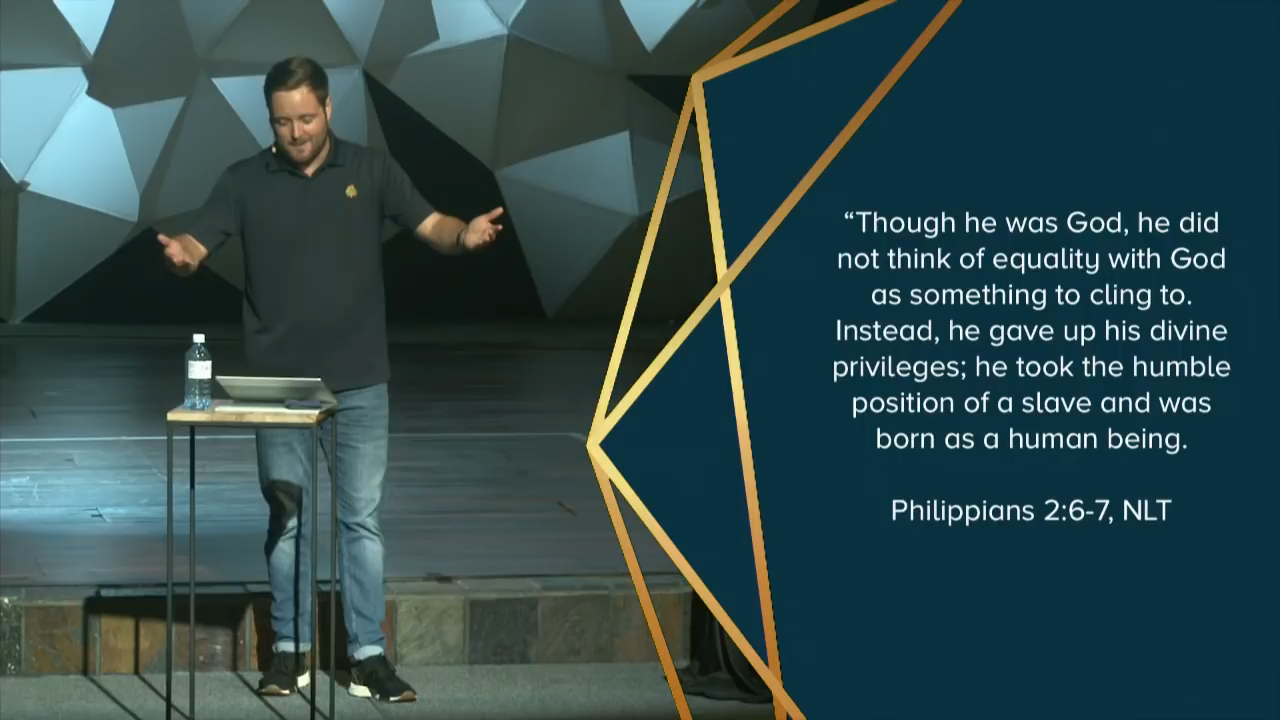 “Though he was God, he did
not think of equality with God
as something to cling to.
Instead, he gave up his divine
privileges; he took the humble
position of a slave and was
born as a human being.
Philippians 2:6-7, NLT